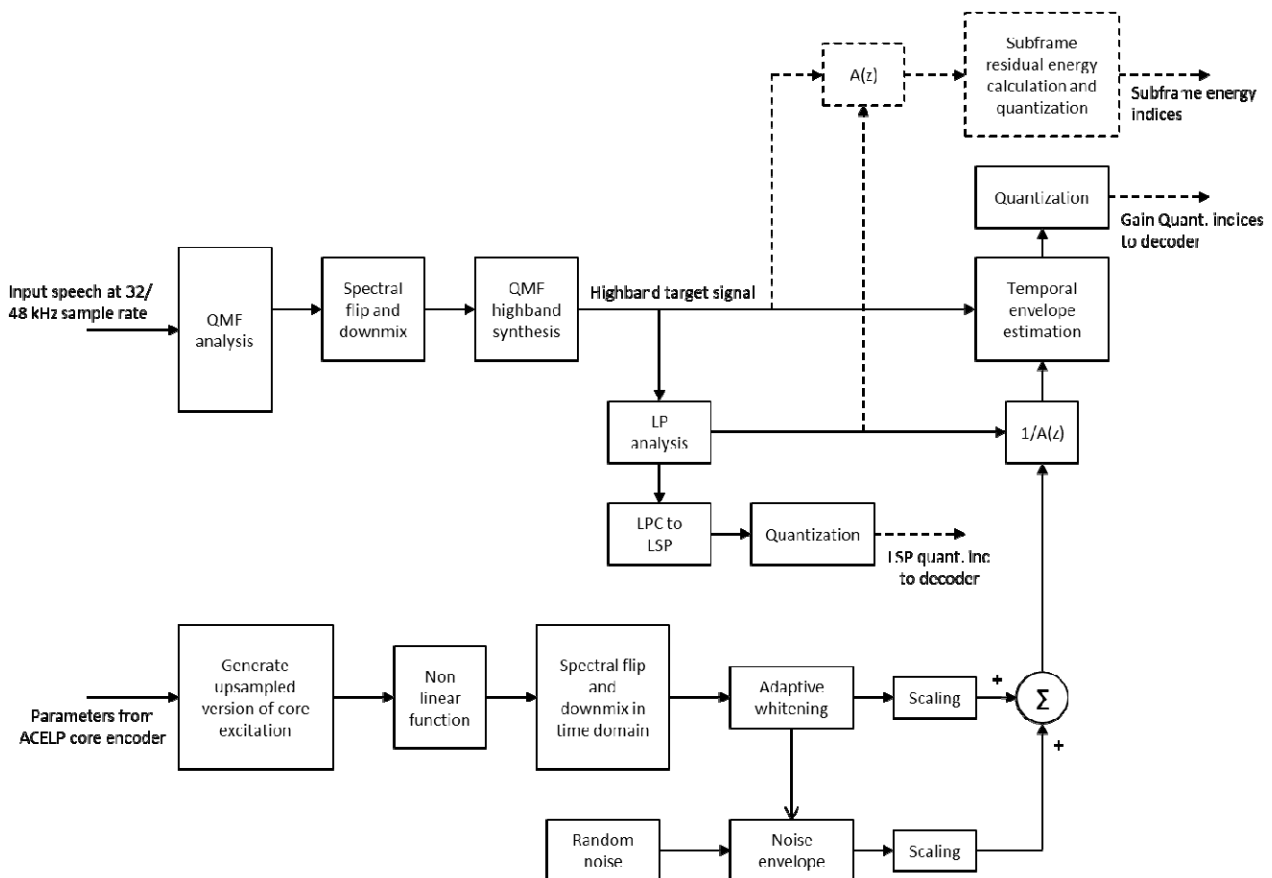 Subframe
residual energy
calculation and
quantization
A(z)
Subframe energy
indices
Quantization
Gain Quant. indices
to decoder
Input speech at 32/
48 kHz sample rate
QMF
analysis
Spectral
flip and
downmix
QMF
highband
synthesis
Highband target signal
Temporal
envelope
estimation
LP
analysis
1/A(z)
LPC to
LSP
Quantization
LSP quant. inc
to decoder
Parameters from
ACELP core encoder
Generate
upsampled
version of core
excitation
Non
linear
function
Spectral flip
and
downmix in
time domain
Adaptive
whitening
Scaling
+
Σ
+
Random
noise
Noise
envelope
Scaling